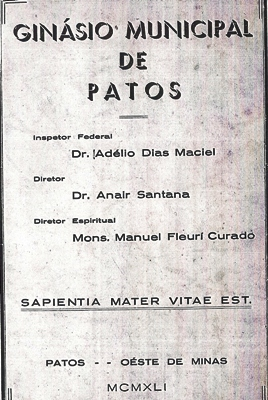 GINÁSIO MUNICIPAL
DE
PATOS
Inspetor Federal
Dr. Adélio Dias Maciel
Diretor
Dr. Anair Santana
Diretor Espiritual
Mons. Manuel Fleurí Curado
SAPIENTIA MATER VITAE EST.
PATOS - - OÉSTE DE MINAS
MCMXLI